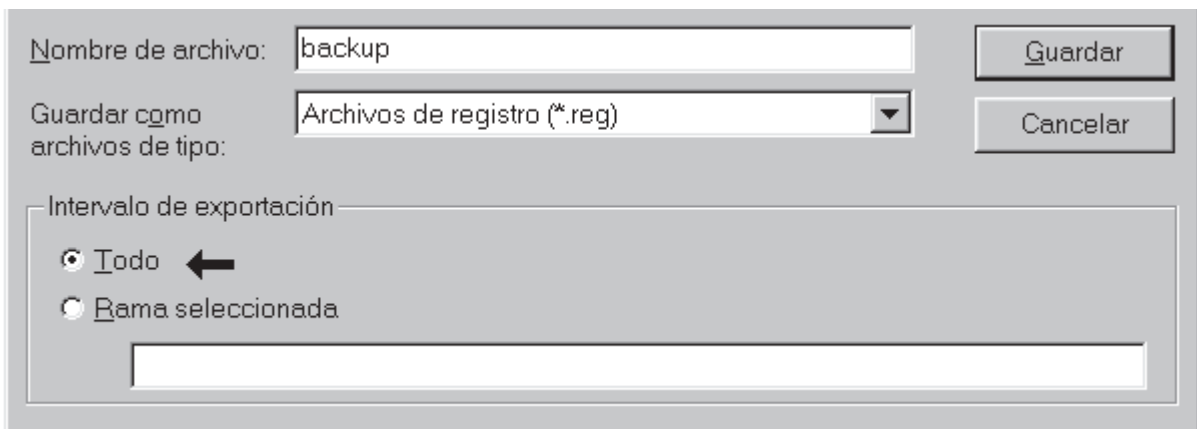 Nombre de archivo: backup Guardar
Guardar como
archivos de tipo: Archivos de registro (*.reg) Cancelar
Intervalo de exportación
Todo
Rama seleccionada